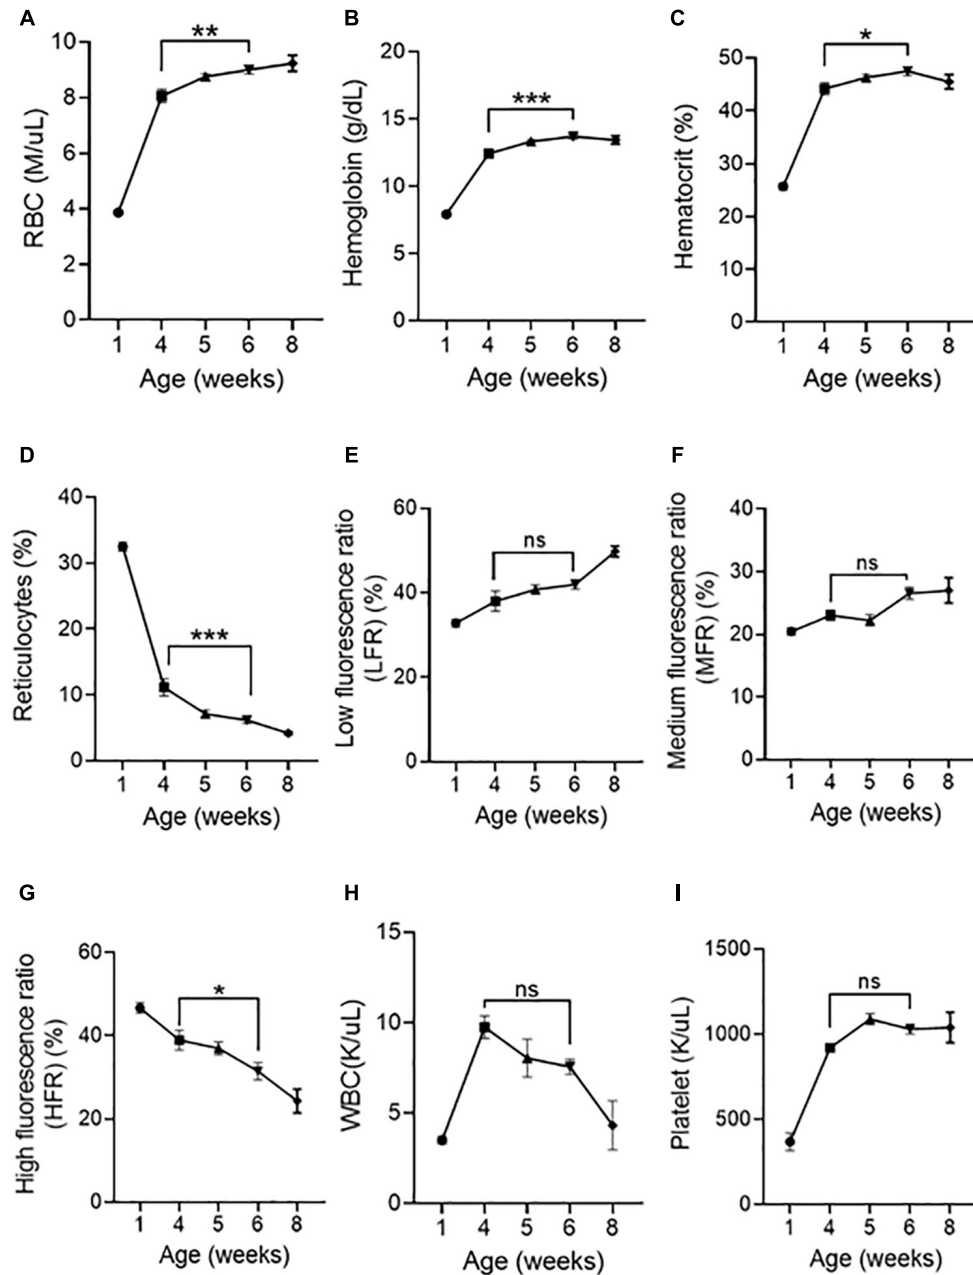 A
RBC (M/uL)
10
8
6
4
2
0
**
1 4 5 6 8
Age (weeks)
B
Hemoglobin (g/dL)
20
15
10
5
0
***
1 4 5 6 8
Age (weeks)
C
Hematocrit (%)
50
40
30
20
10
0
*
1 4 5 6 8
Age (weeks)
D
Reticulocytes (%)
40
30
20
10
0
***
1 4 5 6 8
Age (weeks)
E
Low fluorescence ratio
(LFR) (%)
60
40
20
0
ns
1 4 5 6 8
Age (weeks)
F
Medium fluorescence ratio
(MFR) (%)
40
30
20
10
0
ns
1 4 5 6 8
Age (weeks)
G
High fluorescence ratio
(HFR) (%)
60
40
20
0
*
1 4 5 6 8
Age (weeks)
H
WBC(K/uL)
15
10
5
0
ns
1 4 5 6 8
Age (weeks)
I
Platelet (K/uL)
1500
1000
500
0
ns
1 4 5 6 8
Age (weeks)